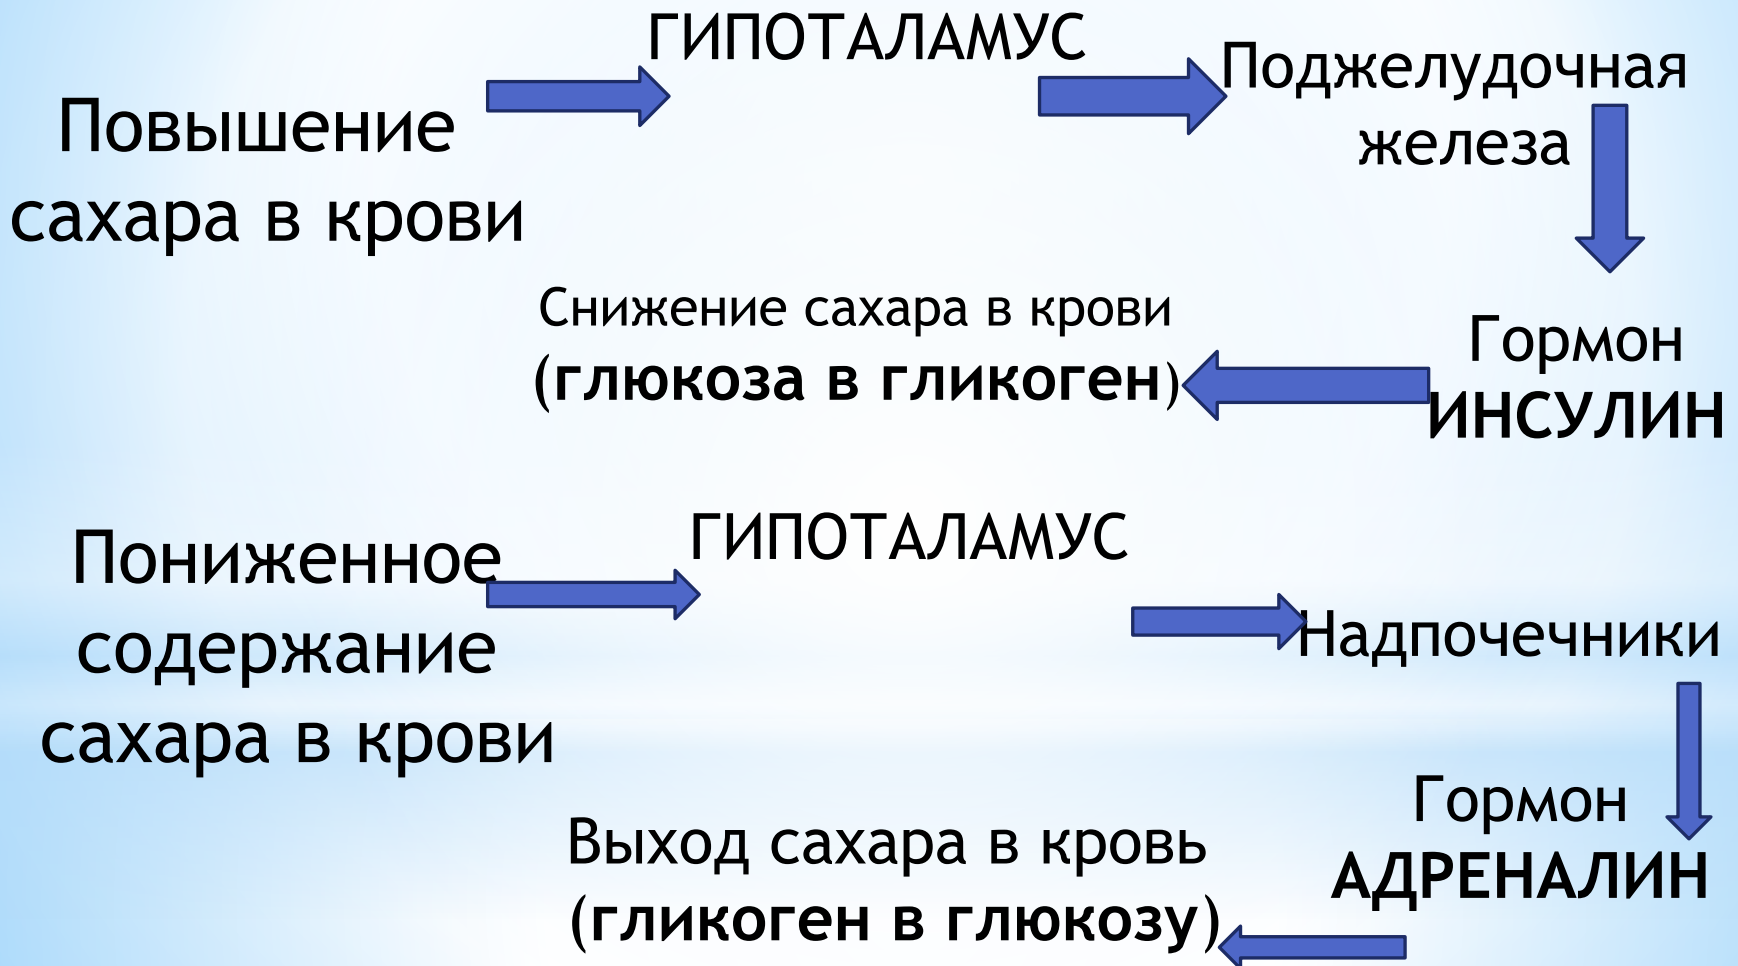 ГИПОТАЛАМУС
Поджелудочная
железа
Повышение
сахара в крови
Снижение сахара в крови
(глюкоза в гликоген)
Гормон
ИНСУЛИН
ГИПОТАЛАМУС
Пониженное
содержание
сахара в крови
Надпочечники
Гормон
АДРЕНАЛИН
Выход сахара в кровь
(гликоген в глюкозу)